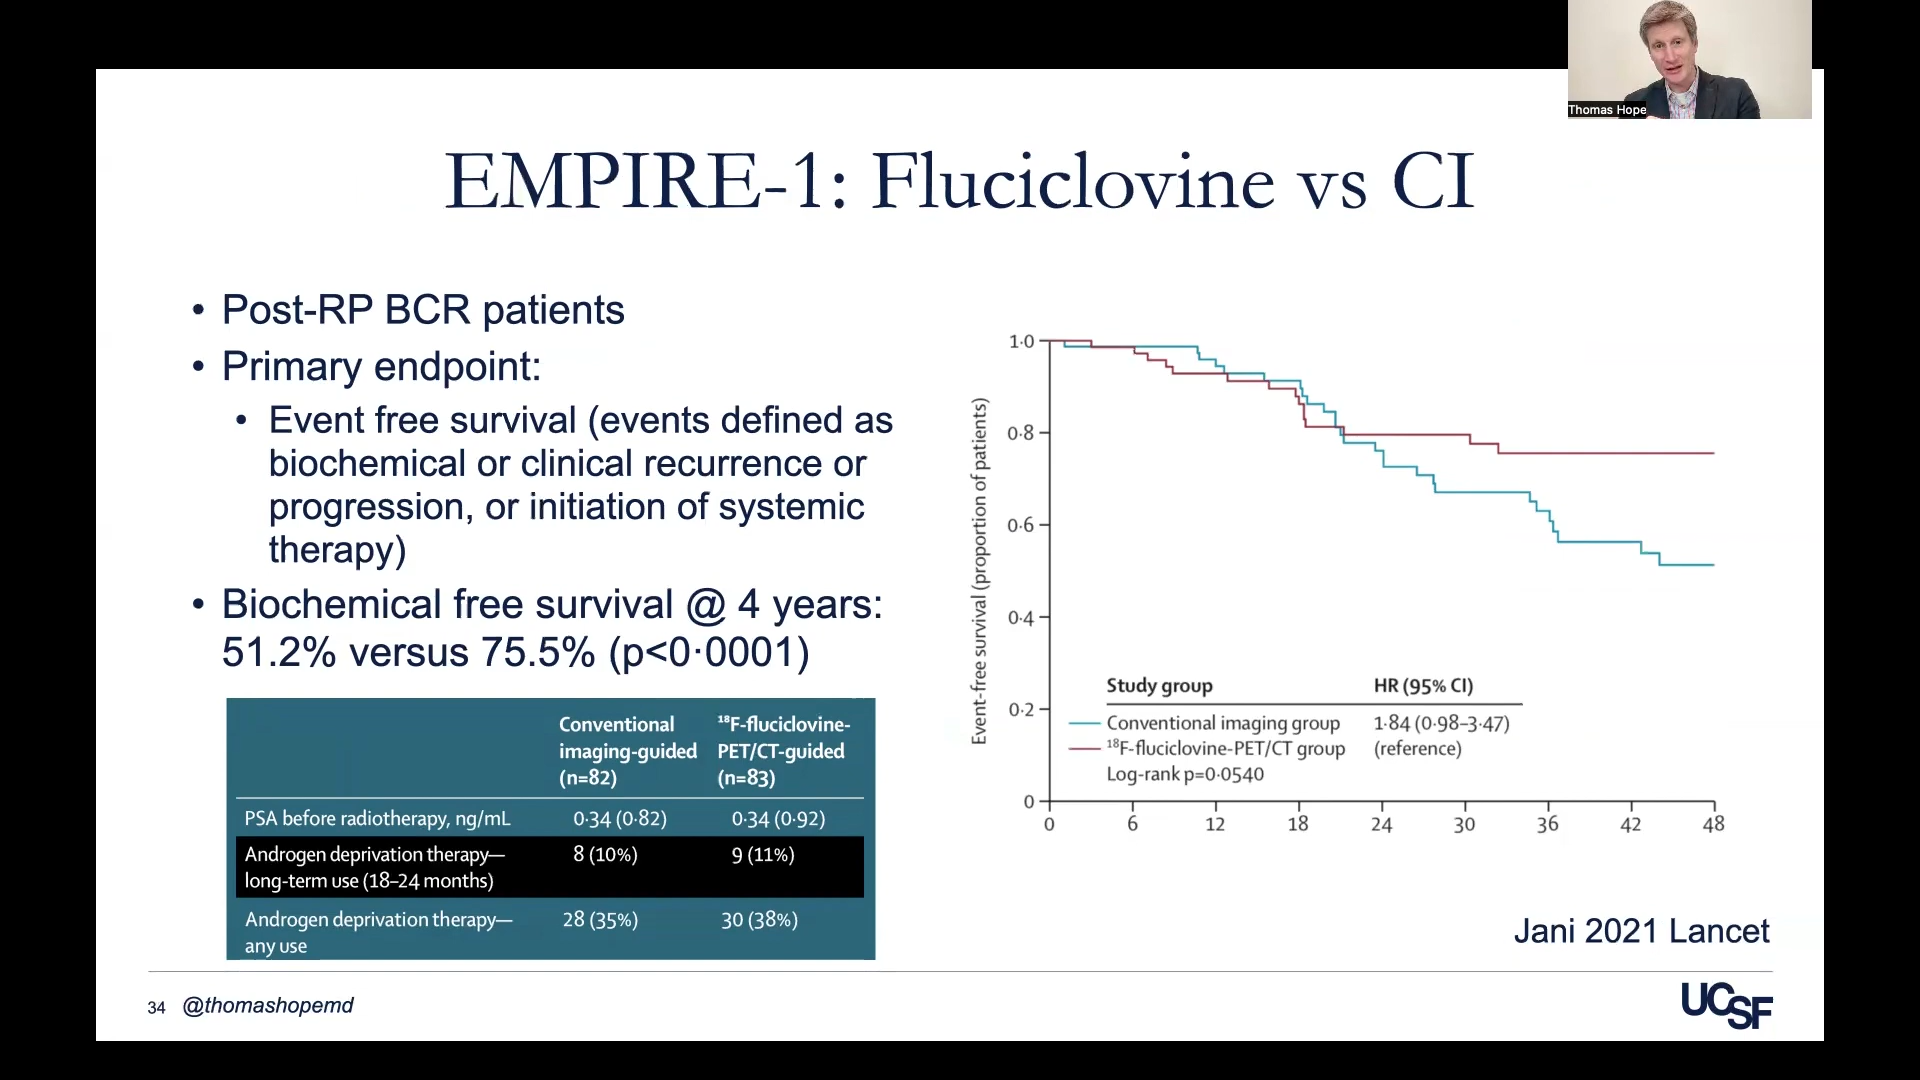 Thomas Hope
EMPIRE-1: Fluciclovine vs CI
• Post-RP BCR patients
• Primary endpoint:
• Event free survival (events defined as
biochemical or clinical recurrence or
progression, or initiation of systemic
therapy)
• Biochemical free survival @ 4 years:
51.2% versus 75.5% (p<0·0001)
Conventional imaging-guided (n=82) ¹⁸F-fluciclovine-PET/CT-guided (n=83)
PSA before radiotherapy, ng/mL 0·34 (0·82) 0·34 (0·92)
Androgen deprivation therapy— 8 (10%) 9 (11%)
long-term use (18–24 months)
Androgen deprivation therapy— 28 (35%) 30 (38%)
any use
Event-free survival (proportion of patients)
1·0
0·8
0·6
0·4
0·2
0
0 6 12 18 24 30 36 42 48
Study group HR (95% CI)
Conventional imaging group 1·84 (0·98–3·47)
¹⁸F-fluciclovine-PET/CT group (reference)
Log-rank p=0·0540
Jani 2021 Lancet
34 @thomashopemd
UCSF